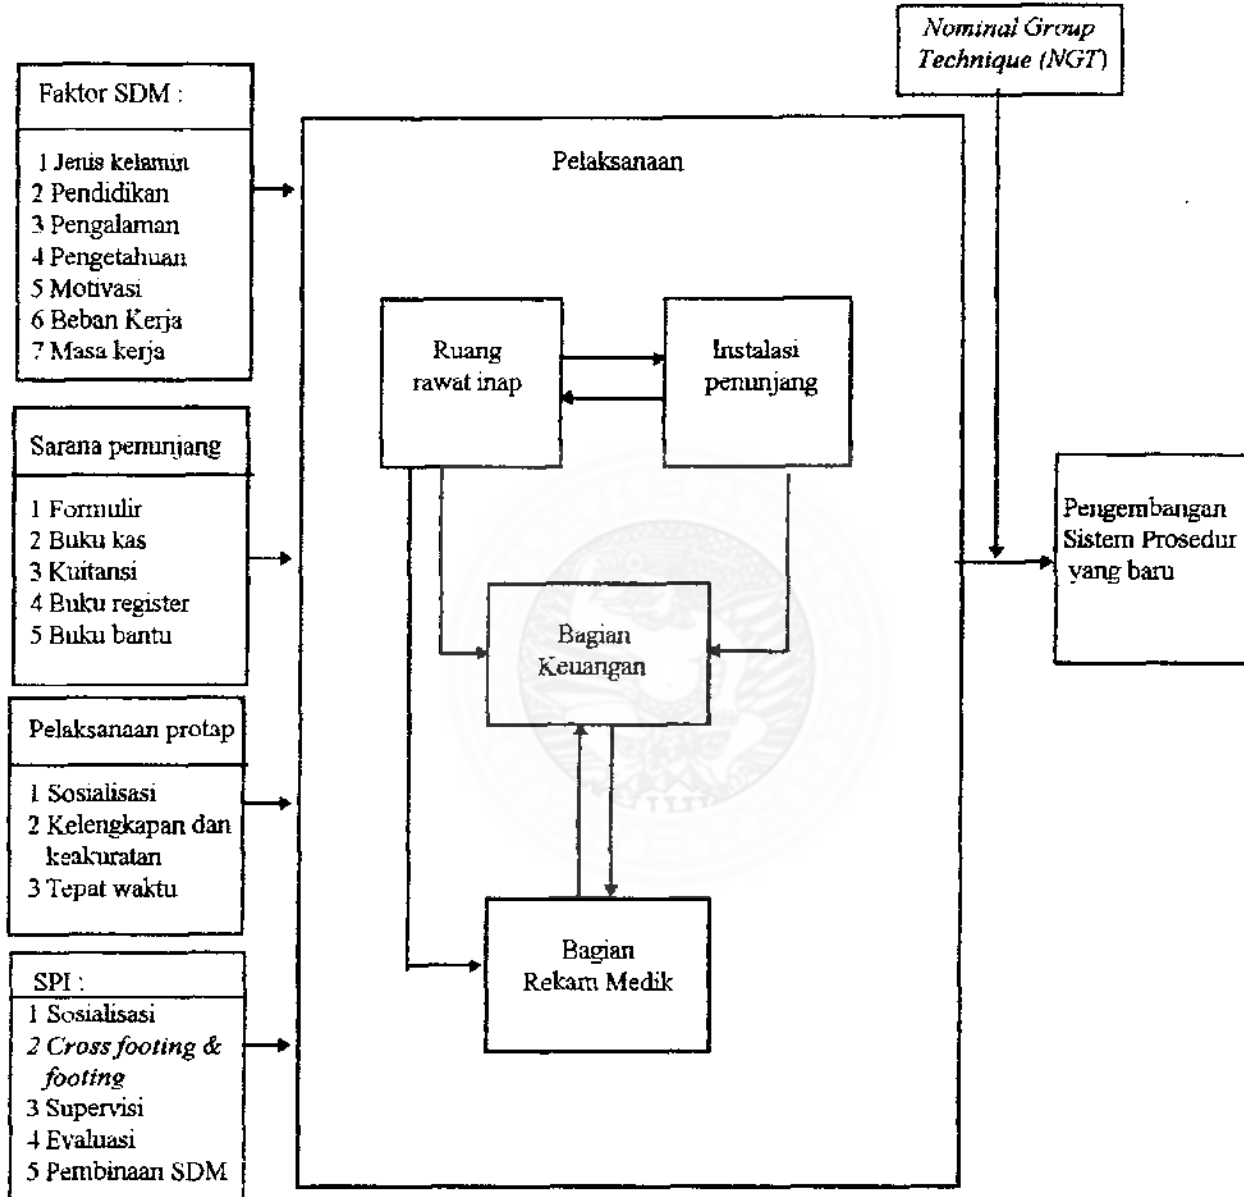 Nominal Group
Technique (NGT)
Faktor SDM :
1 Jenis kelamin
2 Pendidikan
3 Pengalaman
4 Pengetahuan
5 Motivasi
6 Beban Kerja
7 Masa kerja
Sarana penunjang
1 Formulir
2 Buku kas
3 Kuitansi
4 Buku register
5 Buku bantu
Pelaksanaan protap
1 Sosialisasi
2 Kelengkapan dan
keakuratan
3 Tepat waktu
SPI :
1 Sosialisasi
2 Cross footing &
footing
3 Supervisi
4 Evaluasi
5 Pembinaan SDM
Pelaksanaan
Ruang
rawat inap
Instalasi
penunjang
Bagian
Keuangan
Bagian
Rekam Medik
Pengembangan
Sistem Prosedur
yang baru